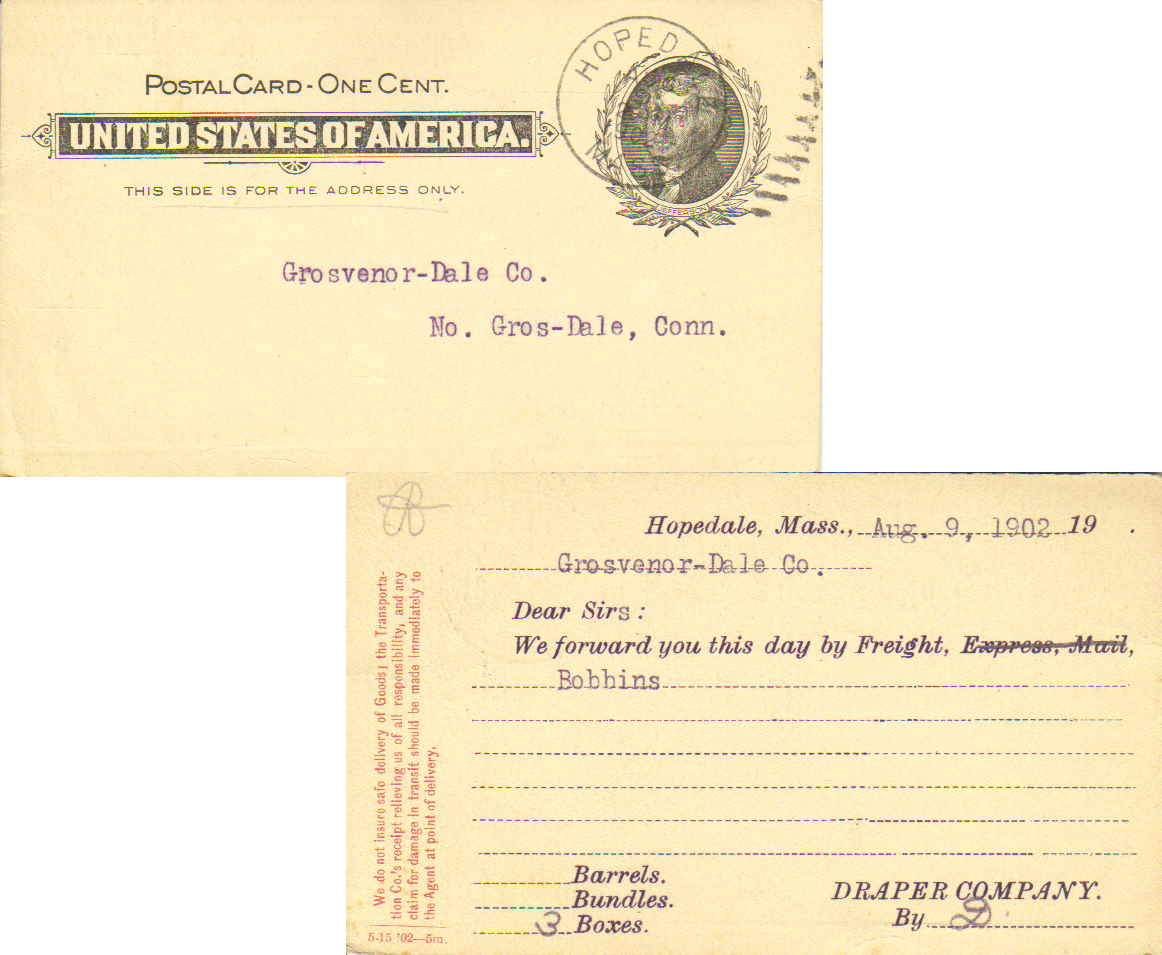 POSTAL CARD - ONE CENT.
UNITED STATES OF AMERICA.
THIS SIDE IS FOR THE ADDRESS ONLY.
HOPED
JEFFERSON
Grosvenor-Dale Co.
No. Gros-Dale, Conn.
Hopedale, Mass., Aug. 9, 1902 19 .
Grosvenor-Dale Co.
Dear Sirs:
We forward you this day by Freight, Express, Mail,
Bobbins
Barrels.
Bundles.
3 Boxes.
DRAPER COMPANY.
By D
We do not insure safe delivery of Goods; the Transporta-
tion Co.'s receipt relieving us of all responsibility, and any
claim for damage in transit should be made immediately to
the Agent at point of delivery.
5-15 '02—5m.